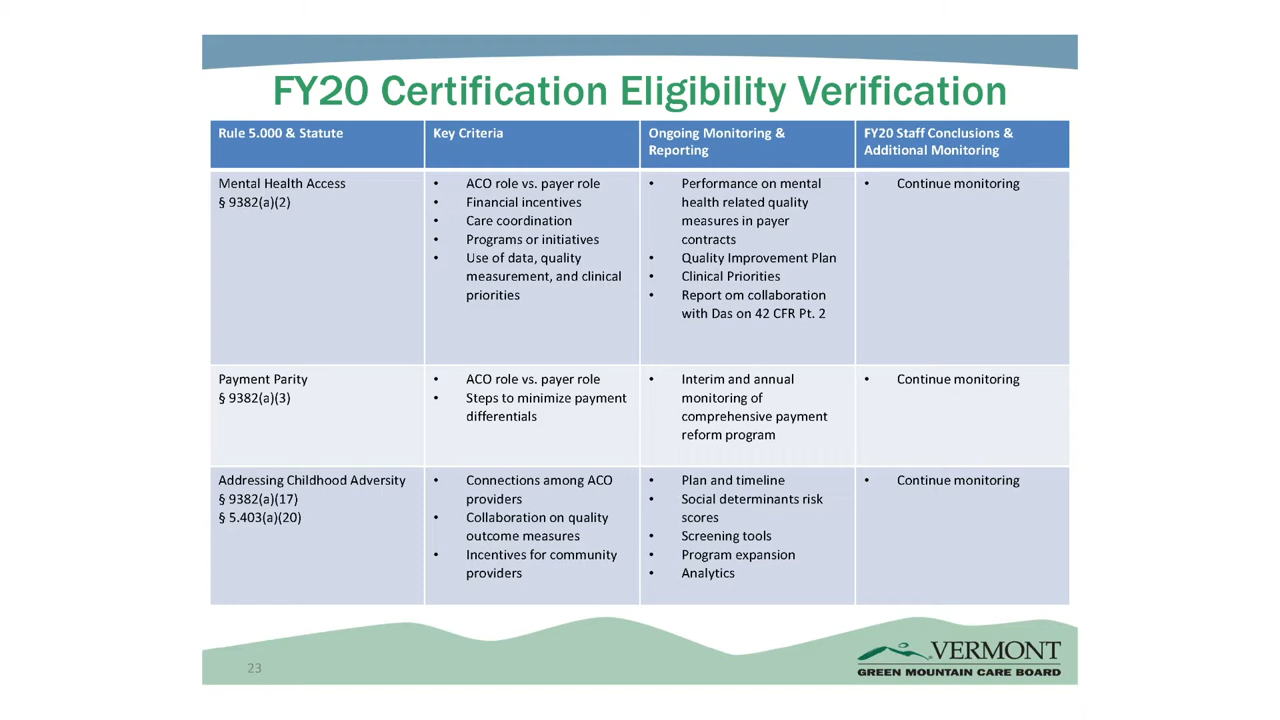 FY20 Certification Eligibility Verification
Rule 5.000 & Statute
Key Criteria
Ongoing Monitoring &
Reporting
FY20 Staff Conclusions &
Additional Monitoring
Mental Health Access
§ 9382(a)(2)
• ACO role vs. payer role
• Financial incentives
• Care coordination
• Programs or initiatives
• Use of data, quality
measurement, and clinical
priorities
• Performance on mental
health related quality
measures in payer
contracts
• Quality Improvement Plan
• Clinical Priorities
• Report om collaboration
with Das on 42 CFR Pt. 2
• Continue monitoring
Payment Parity
§ 9382(a)(3)
• ACO role vs. payer role
• Steps to minimize payment
differentials
• Interim and annual
monitoring of
comprehensive payment
reform program
• Continue monitoring
Addressing Childhood Adversity
§ 9382(a)(17)
§ 5.403(a)(20)
• Connections among ACO
providers
• Collaboration on quality
outcome measures
• Incentives for community
providers
• Plan and timeline
• Social determinants risk
scores
• Screening tools
• Program expansion
• Analytics
• Continue monitoring
23
VERMONT
GREEN MOUNTAIN CARE BOARD